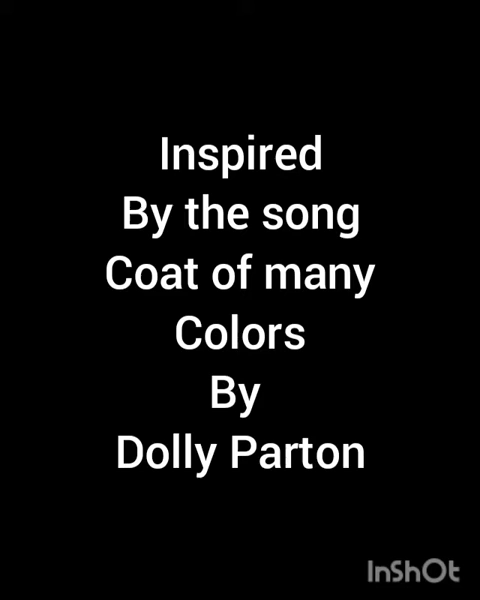 Inspired
By the song
Coat of many
Colors
By
Dolly Parton
InShOt